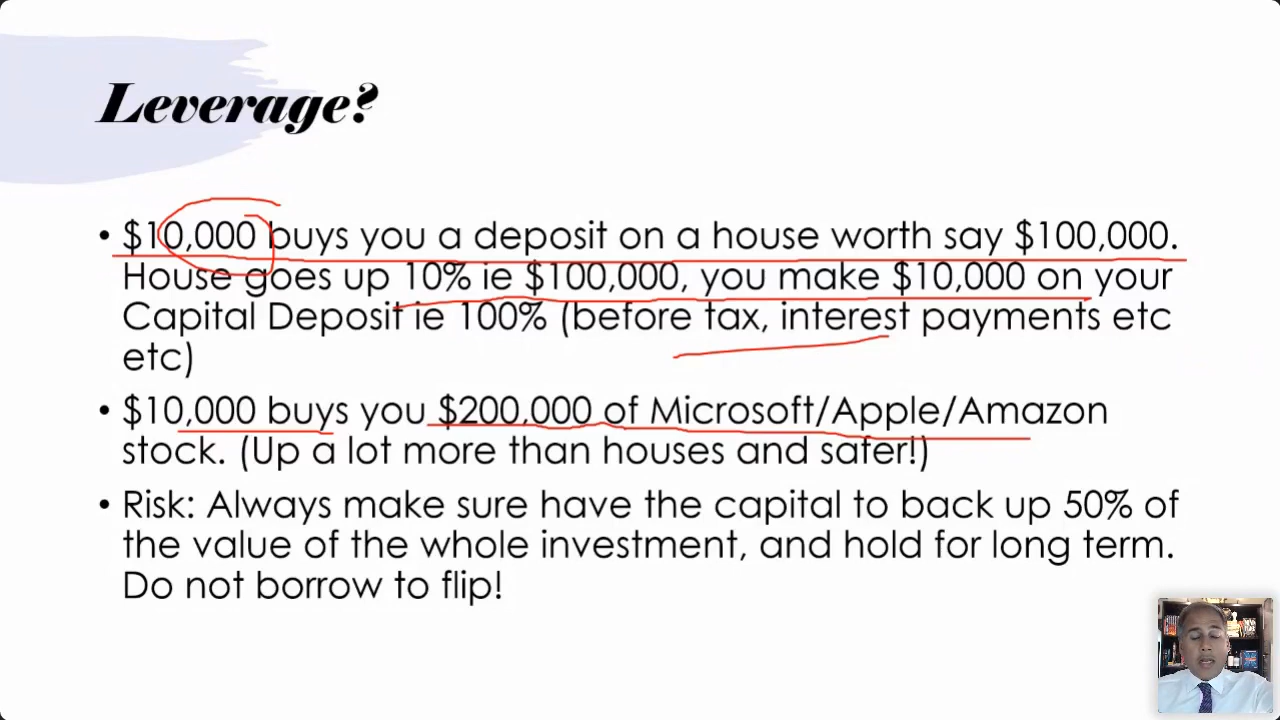 Leverage?
• $10,000 buys you a deposit on a house worth say $100,000.
House goes up 10% ie $100,000, you make $10,000 on your
Capital Deposit ie 100% (before tax, interest payments etc
etc)
• $10,000 buys you $200,000 of Microsoft/Apple/Amazon
stock. (Up a lot more than houses and safer!)
• Risk: Always make sure have the capital to back up 50% of
the value of the whole investment, and hold for long term.
Do not borrow to flip!